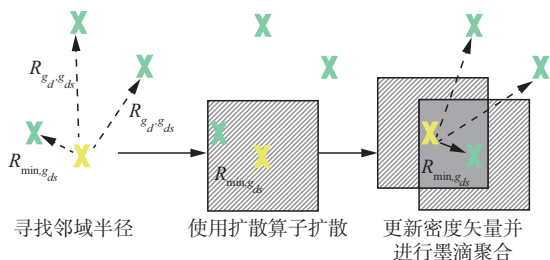 R_{g_d,g_{ds}}
R_{g_d,g_{ds}}
R_{min,g_{ds}}
R_{min,g_{ds}}
R_{min,g_{ds}}
寻找邻域半径
使用扩散算子扩散
更新密度矢量并
进行墨滴聚合